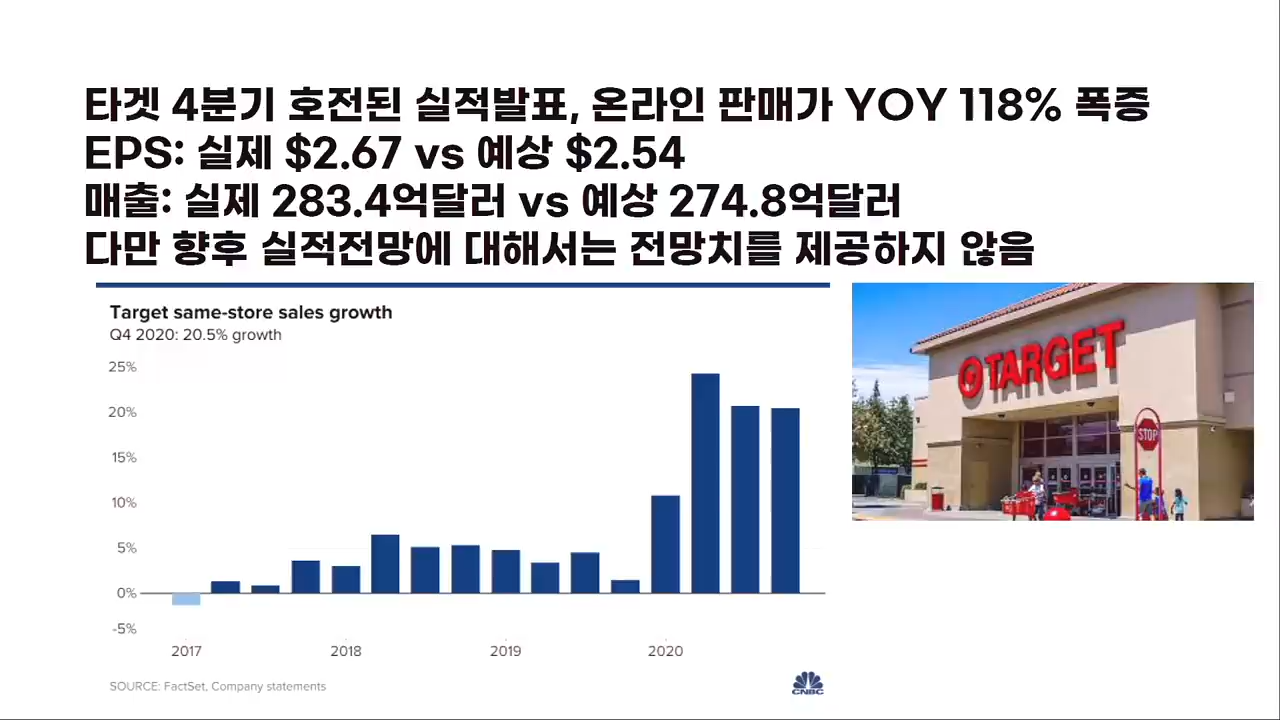 타겟 4분기 호전된 실적발표, 온라인 판매가 YOY 118% 폭증
EPS: 실제 $2.67 vs 예상 $2.54
매출: 실제 283.4억달러 vs 예상 274.8억달러
다만 향후 실적전망에 대해서는 전망치를 제공하지 않음
Target same-store sales growth
Q4 2020: 20.5% growth
25%
20%
15%
10%
5%
0%
-5%
2017 2018 2019 2020
SOURCE: FactSet, Company statements
CNBC
TARGET
STOP